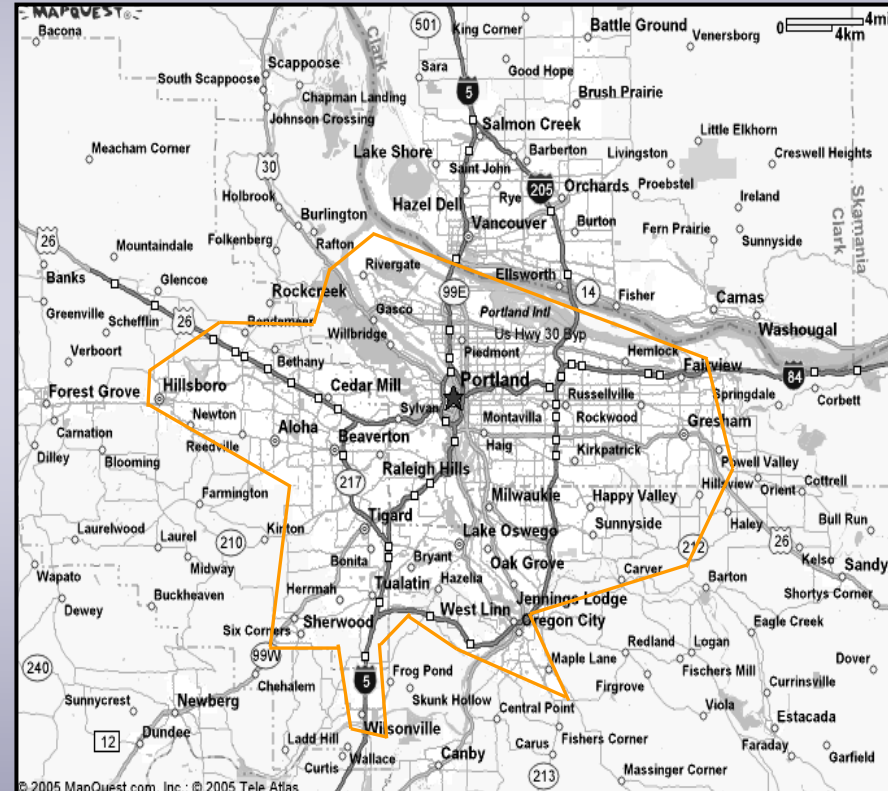 MAPQUEST
Bacona
501
King Corner
Battle Ground
Venersborg
0 4mi
4km
Clark
Scappoose
South Scappoose
Chapman Landing
Johnson Crossing
Sara
Good Hope
5
Brush Prairie
Salmon Creek
Little Elkhorn
Meacham Corner
Lake Shore
Saint John
Barberton
Livingston
Creswell Heights
30
205
Orchards
Proebstel
Rye
Holbrook
Hazel Dell
Ireland
Skamania
Clark
Burlington
Vancouver
Burton
Fern Prairie
Sunnyside
26
Mountaindale
Folkenberg
Rafton
Rivergate
Banks
Glencoe
Rockcreek
99E
Ellsworth
14
Fisher
Camas
Greenville
Schefflin
26
Bendemeer
Gasco
Portland Intl
Washougal
Verboort
Willbridge
Us Hwy 30 Byp
Bethany
Piedmont
Hemlock
Forest Grove
Hillsboro
Cedar Mill
Portland
Fairview
84
Springdale
Corbett
Newton
Sylvan
Montavilla
Russellville
Rockwood
Carnation
Aloha
Beaverton
Haig
Gresham
Reedville
Dilley
Blooming
Raleigh Hills
Kirkpatrick
Powell Valley
217
Farmington
Milwaukie
Happy Valley
Hillsview
Orient
Cottrell
Tigard
Laurelwood
Laurel
210
Kinton
Lake Oswego
Sunnyside
Haley
26
Bull Run
Midway
Bonita
Bryant
Oak Grove
212
Kelso
Sandy
Wapato
Buckheaven
Herrmah
Tualatin
Hazelia
Carver
Barton
Shortys Corner
Dewey
West Linn
Jennings Lodge
Six Corners
Sherwood
Oregon City
Eagle Creek
99W
Redland
Logan
240
Maple Lane
Fischers Mill
Dover
Chehalem
5
Frog Pond
Firgrove
Currinsville
Sunnycrest
Newberg
Skunk Hollow
Viola
Central Point
Estacada
Dundee
12
Wilsonville
Ladd Hill
Fishers Corner
Canby
Carus
Faraday
Garfield
Curtis
Wallace
213
Massinger Corner
© 2005 MapQuest.com, Inc.; © 2005 Tele Atlas